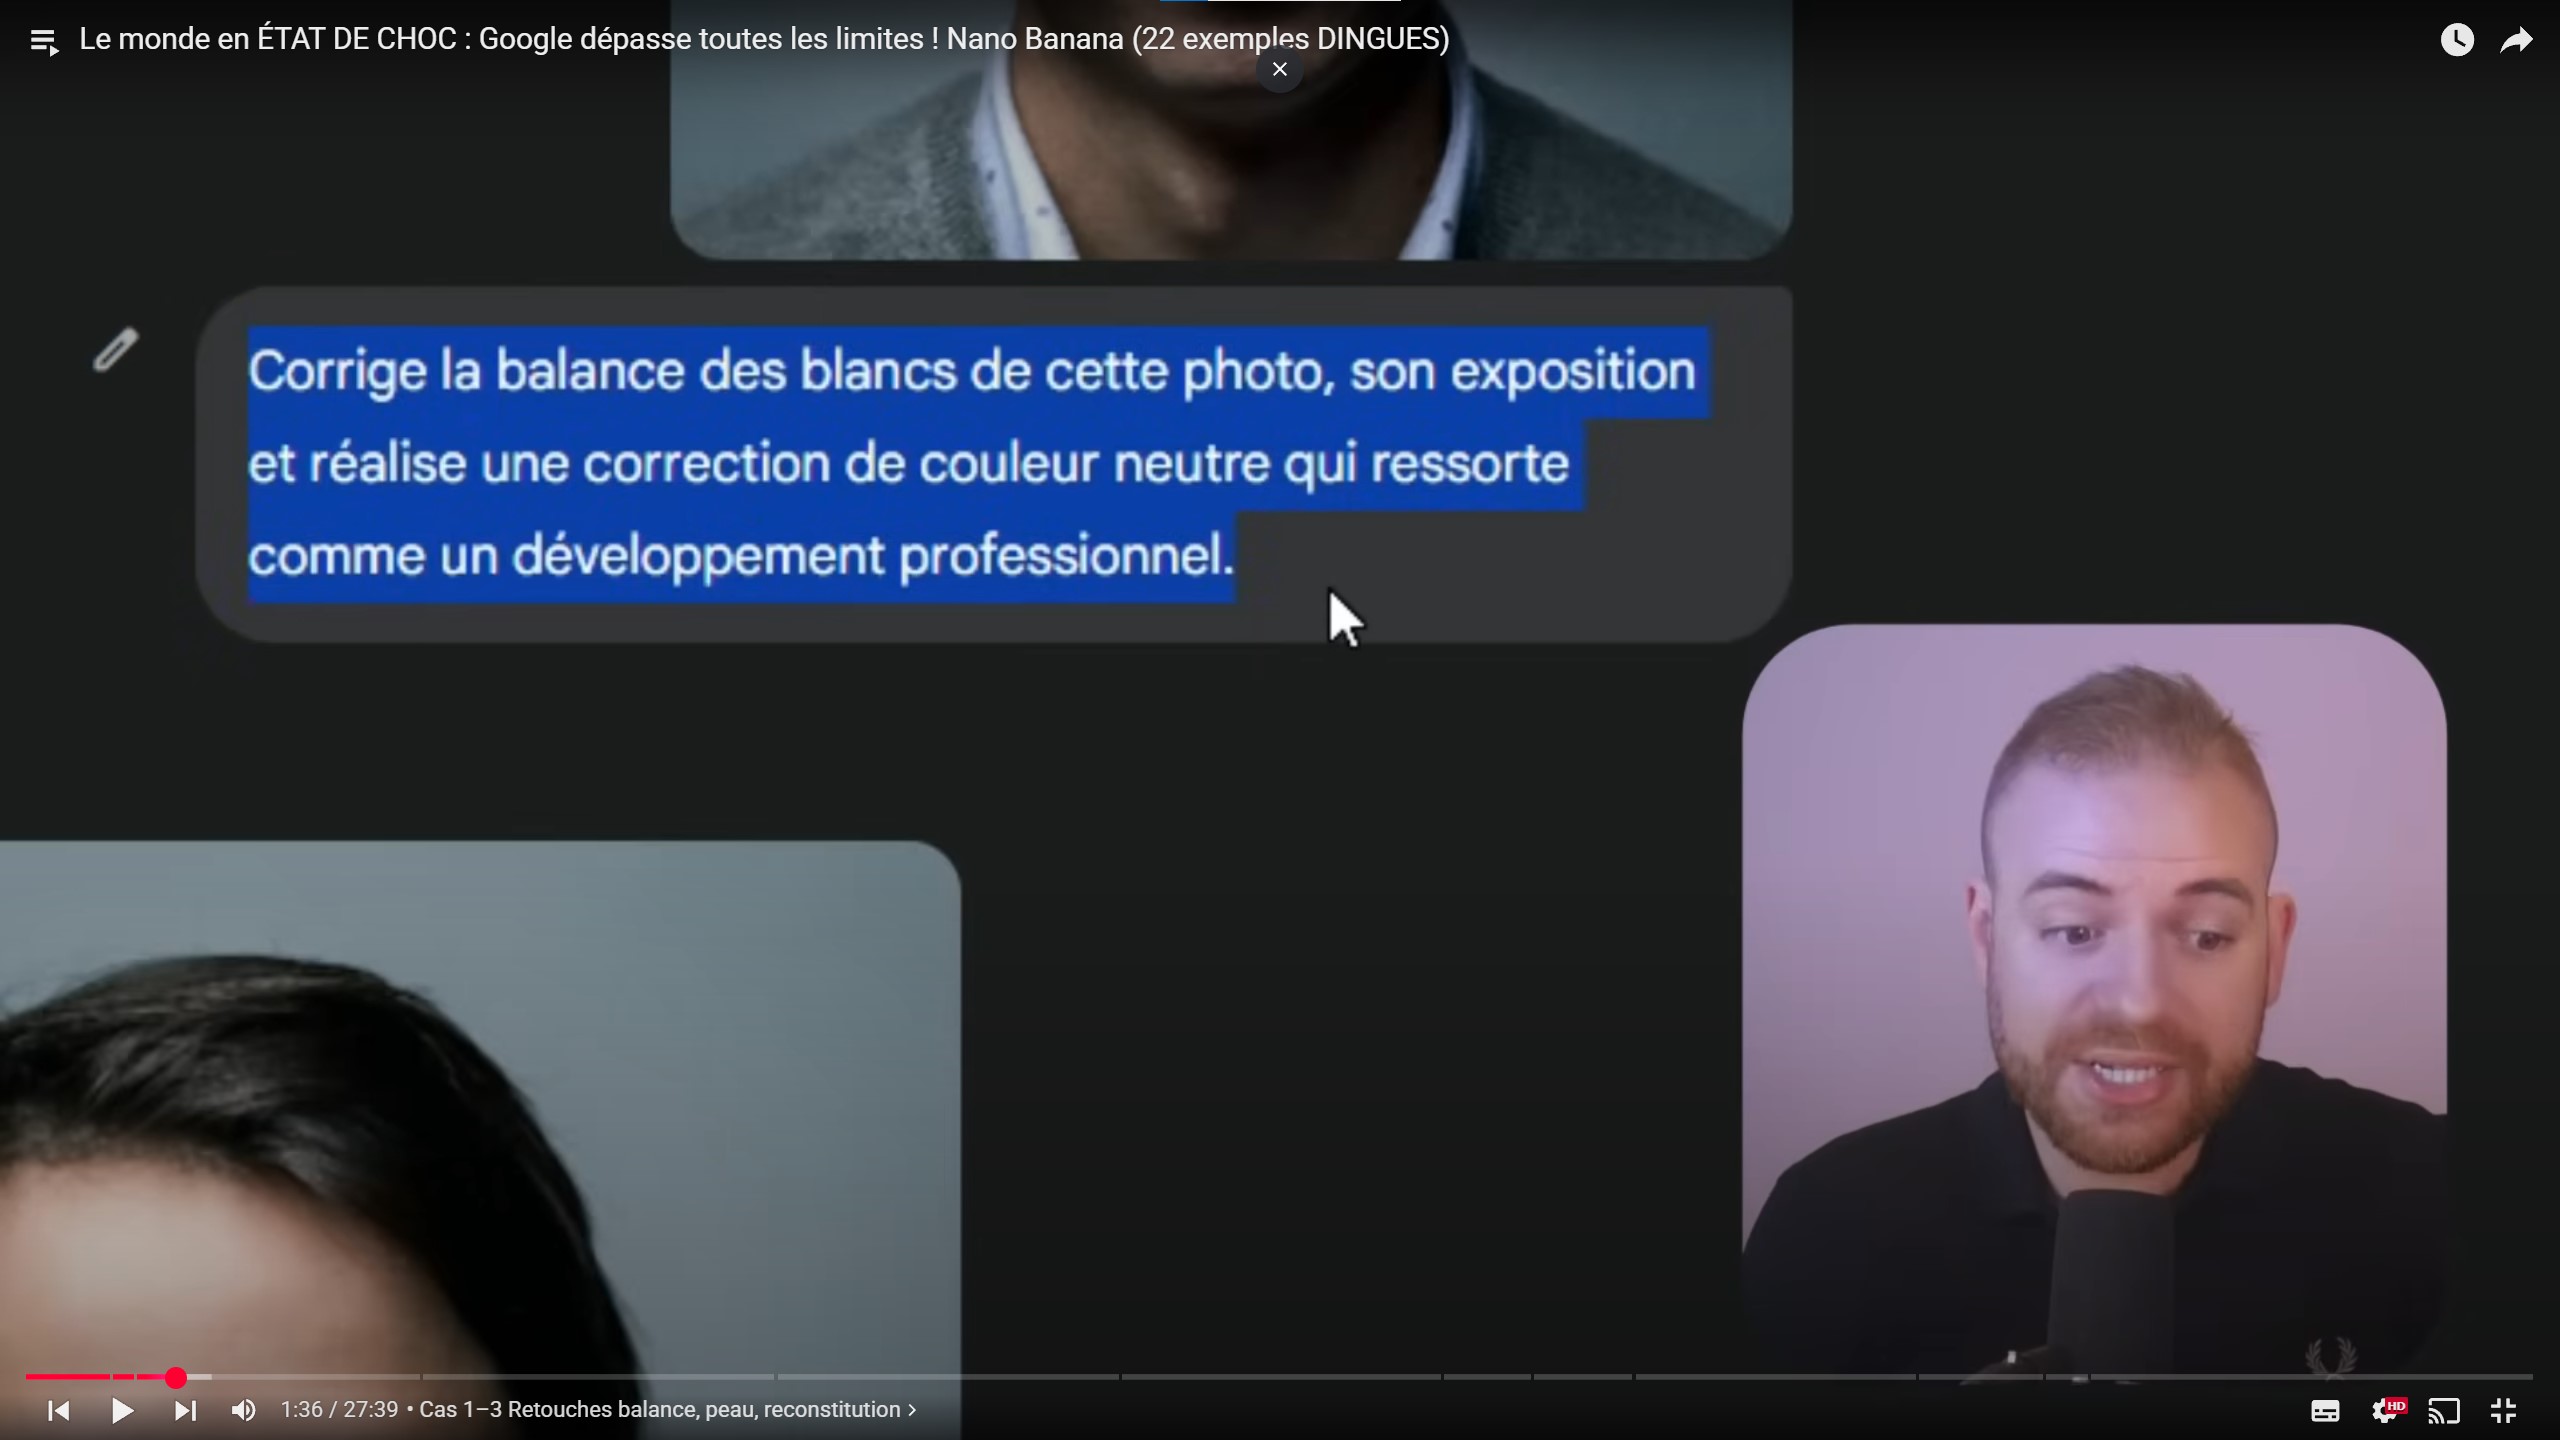 Le monde en ÉTAT DE CHOC : Google dépasse toutes les limites ! Nano Banana (22 exemples DINGUES)
Corrige la balance des blancs de cette photo, son exposition
et réalise une correction de couleur neutre qui ressorte
comme un développement professionnel.
1:36 / 27:39 • Cas 1–3 Retouches balance, peau, reconstitution
HD